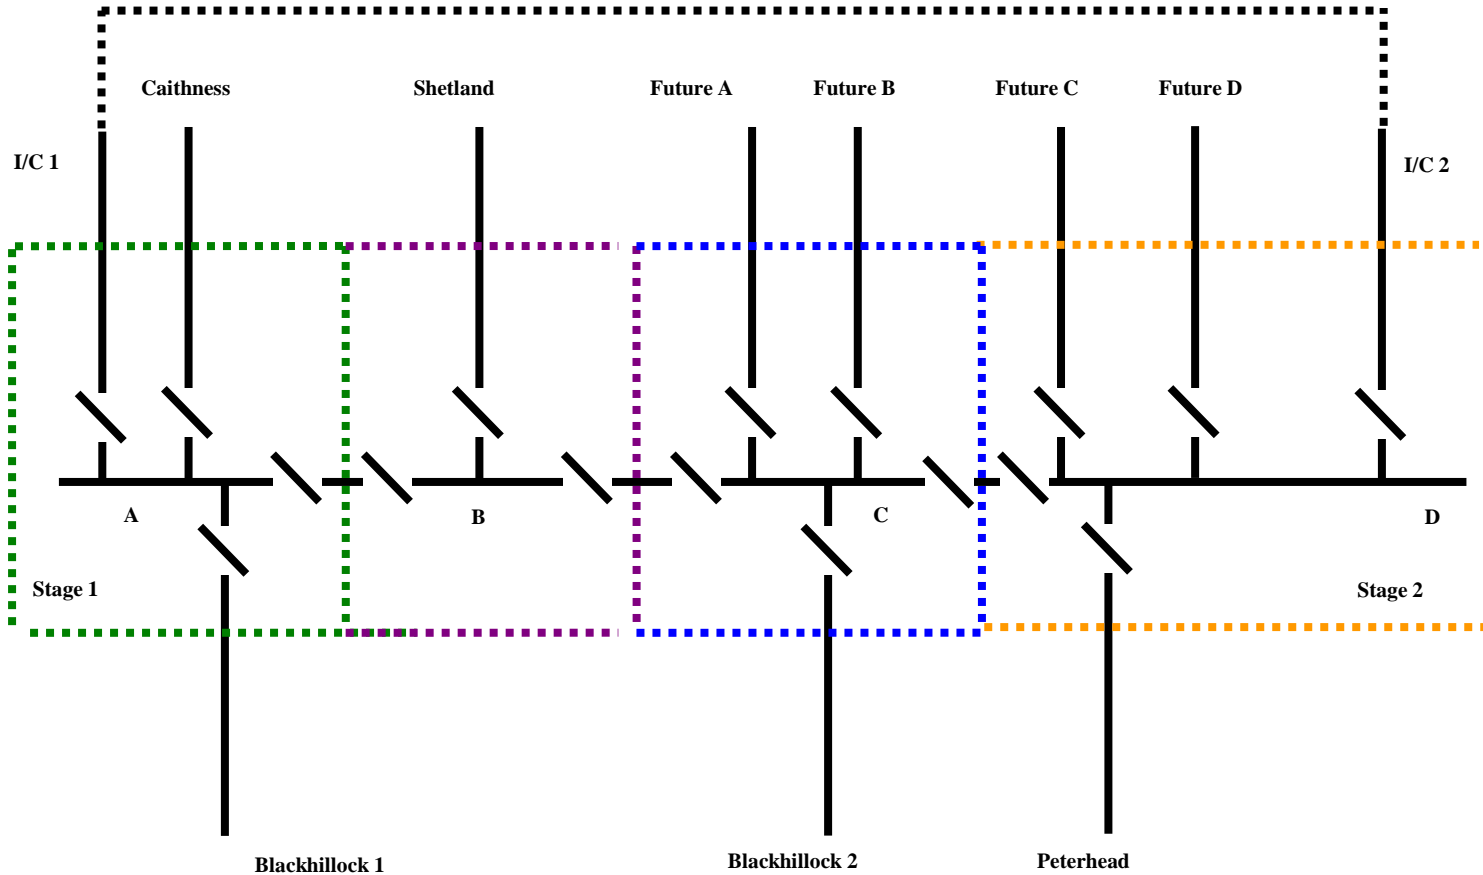 Caithness
Shetland
Future A
Future B
Future C
Future D
I/C 1
I/C 2
A
B
C
D
Stage 1
Stage 2
Blackhillock 1
Blackhillock 2
Peterhead